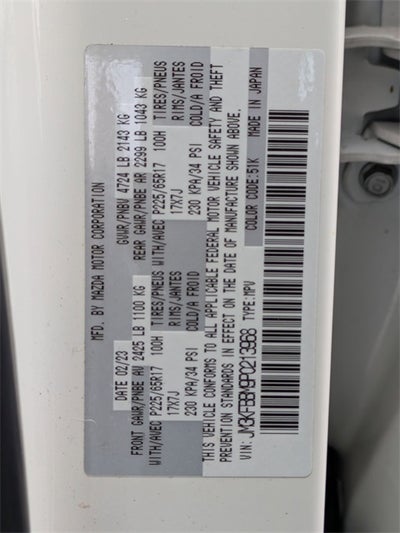 MFD. BY MAZDA MOTOR CORPORATION
DATE 02/23 GVWR/PNBV 4724 LB 2143 KG
FRONT GAWR/PNBE AU 2425 LB 1100 KG REAR GAWR/PNBE AR 2299 LB 1043 KG
WITH/AVEC P225/65R17 100H TIRES/PNEUS WITH/AVEC P225/65R17 100H TIRES/PNEUS
17X7J RIMS/JANTES 17X7J RIMS/JANTES
230 KPA/34 PSI COLD/A FROID 230 KPA/34 PSI COLD/A FROID
THIS VEHICLE CONFORMS TO ALL APPLICABLE FEDERAL MOTOR VEHICLE SAFETY AND THEFT
PREVENTION STANDARDS IN EFFECT ON THE DATE OF MANUFACTURE SHOWN ABOVE.
VIN: JM3KFBBM9P0213968 TYPE:MPV COLOR CODE:51K MADE IN JAPAN